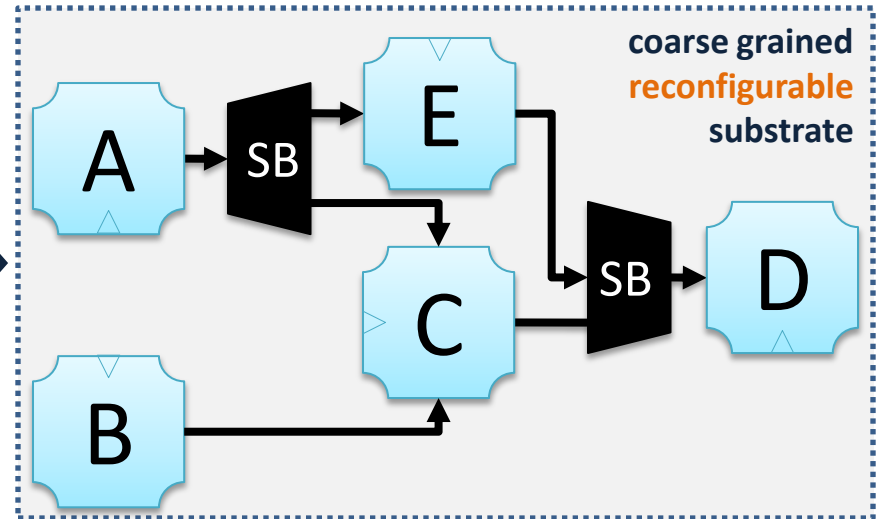 coarse grained
reconfigurable
substrate
A
SB
E
C
SB
D
B